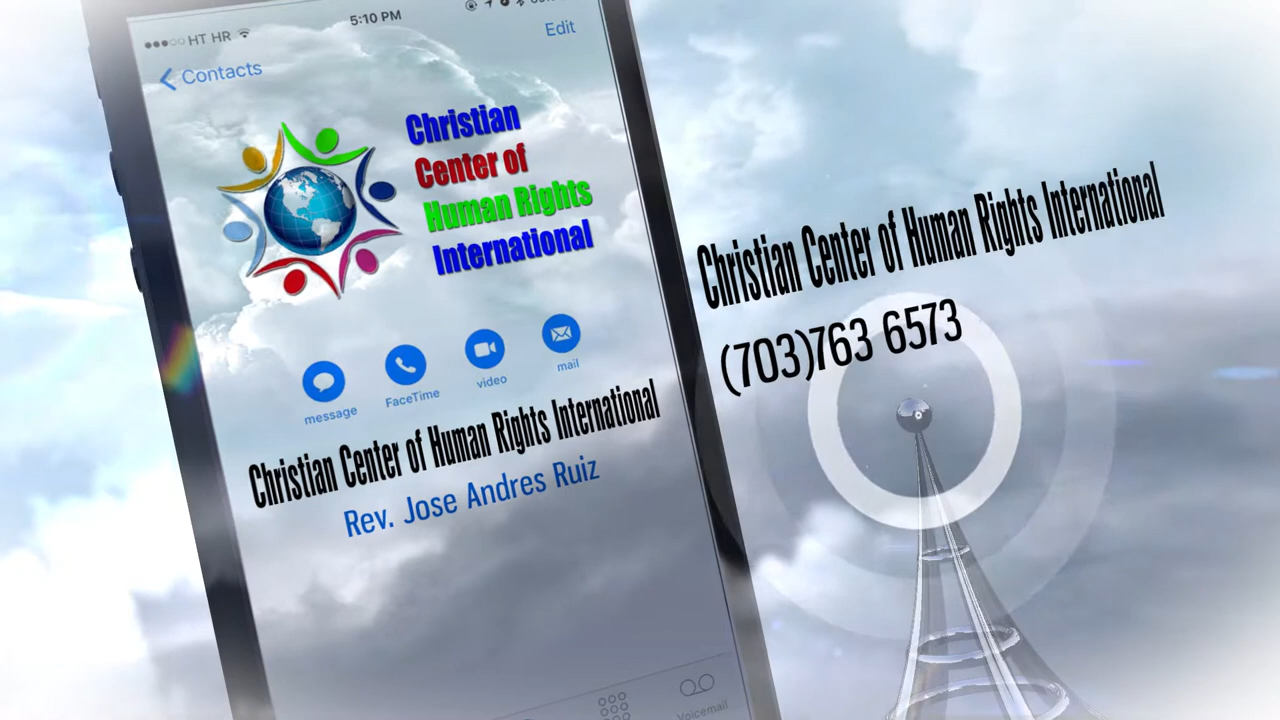 5:10 PM
HT HR
Edit
Contacts
Christian
Center of
Human Rights
International
message
FaceTime
video
mail
Christian Center of Human Rights International
Rev. Jose Andres Ruiz
Voicemail
Christian Center of Human Rights International
(703)763 6573